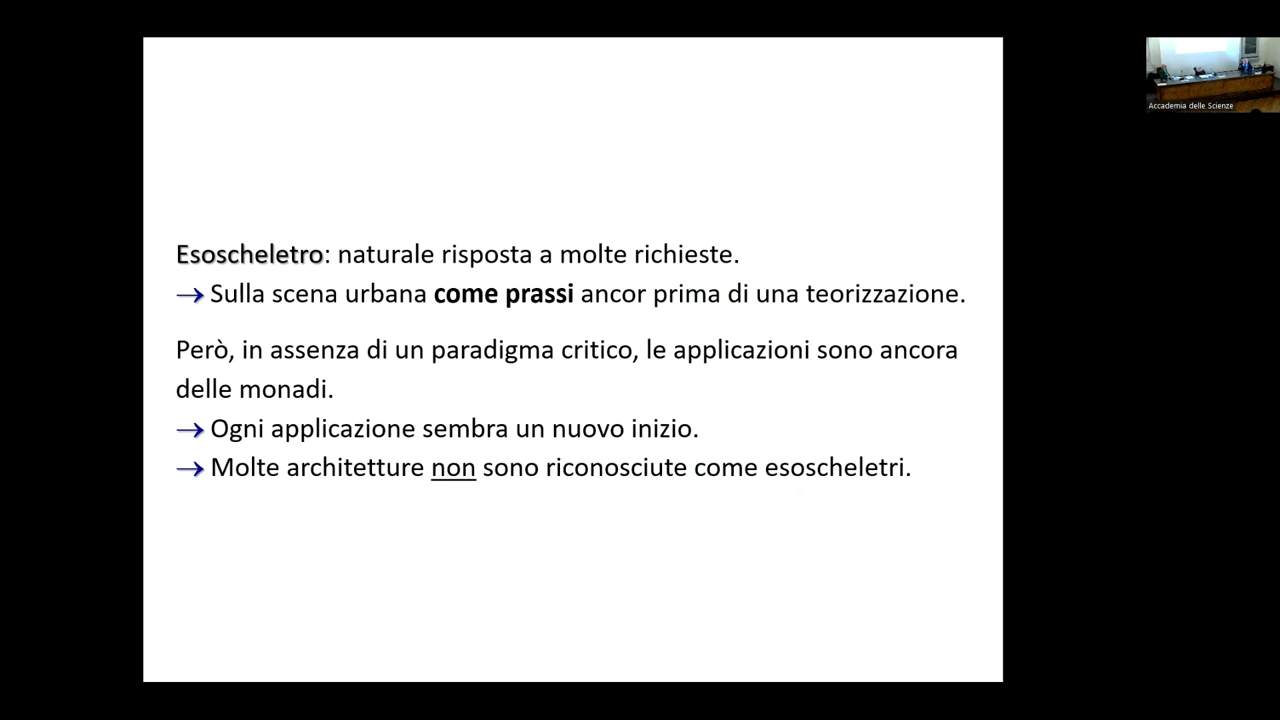 Esoscheletro: naturale risposta a molte richieste.
→ Sulla scena urbana come prassi ancor prima di una teorizzazione.
Però, in assenza di un paradigma critico, le applicazioni sono ancora
delle monadi.
→ Ogni applicazione sembra un nuovo inizio.
→ Molte architetture non sono riconosciute come esoscheletri.
Accademia delle Scienze